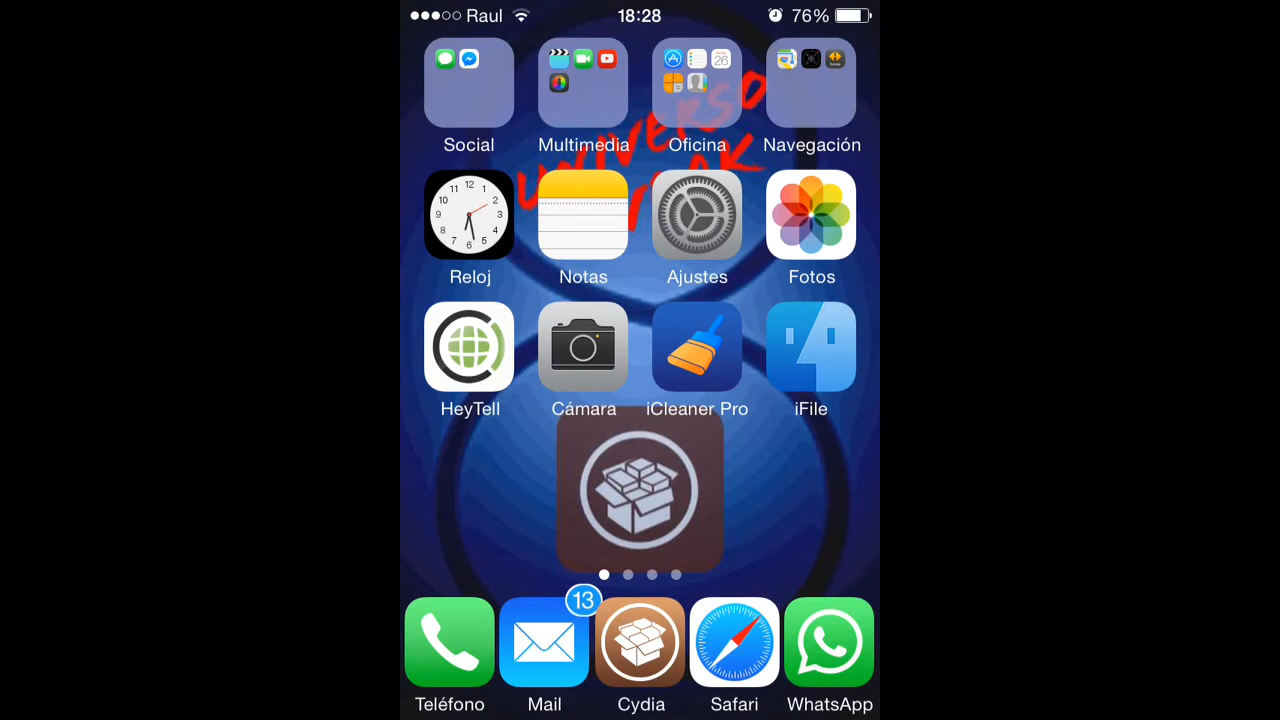 Raul 18:28 76%
Social Multimedia Oficina Navegación
UNIVERSO
Reloj Notas Ajustes Fotos
HeyTell Cámara iCleaner Pro iFile
13
Teléfono Mail Cydia Safari WhatsApp